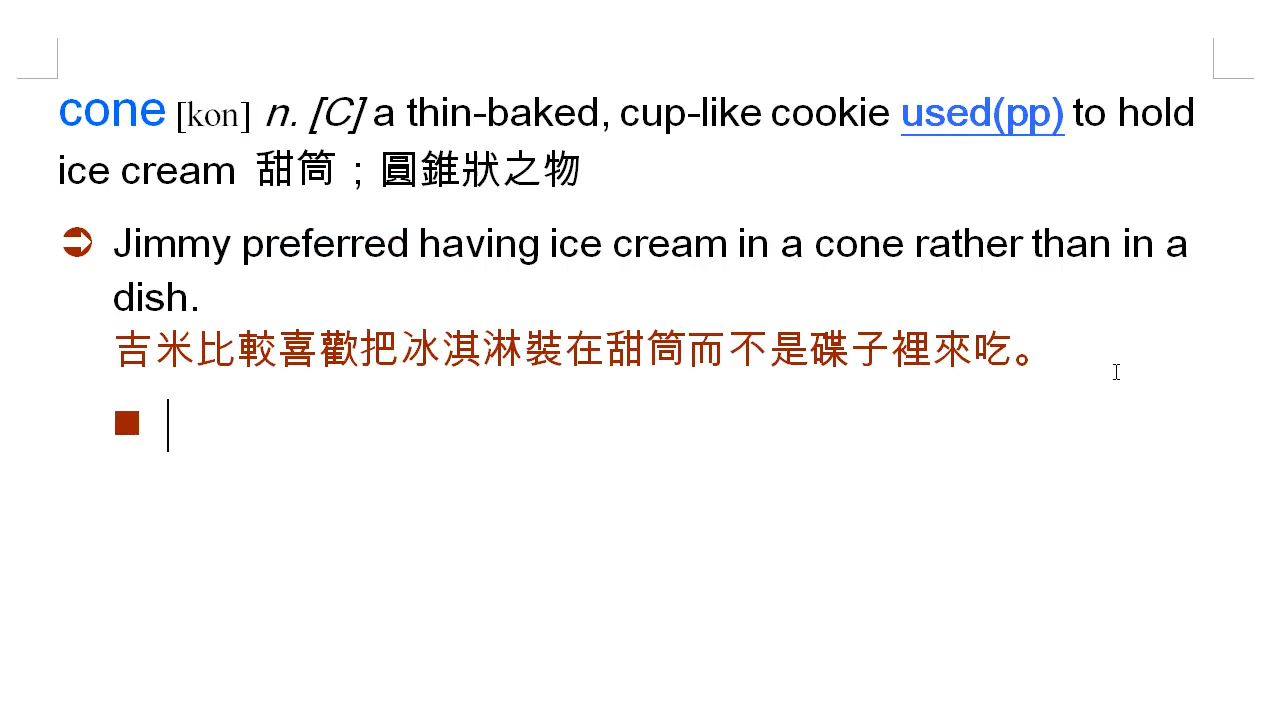 cone [kon] n. [C] a thin-baked, cup-like cookie used(pp) to hold
ice cream 甜筒；圓錐狀之物
Jimmy preferred having ice cream in a cone rather than in a
dish.
吉米比較喜歡把冰淇淋裝在甜筒而不是碟子裡來吃。